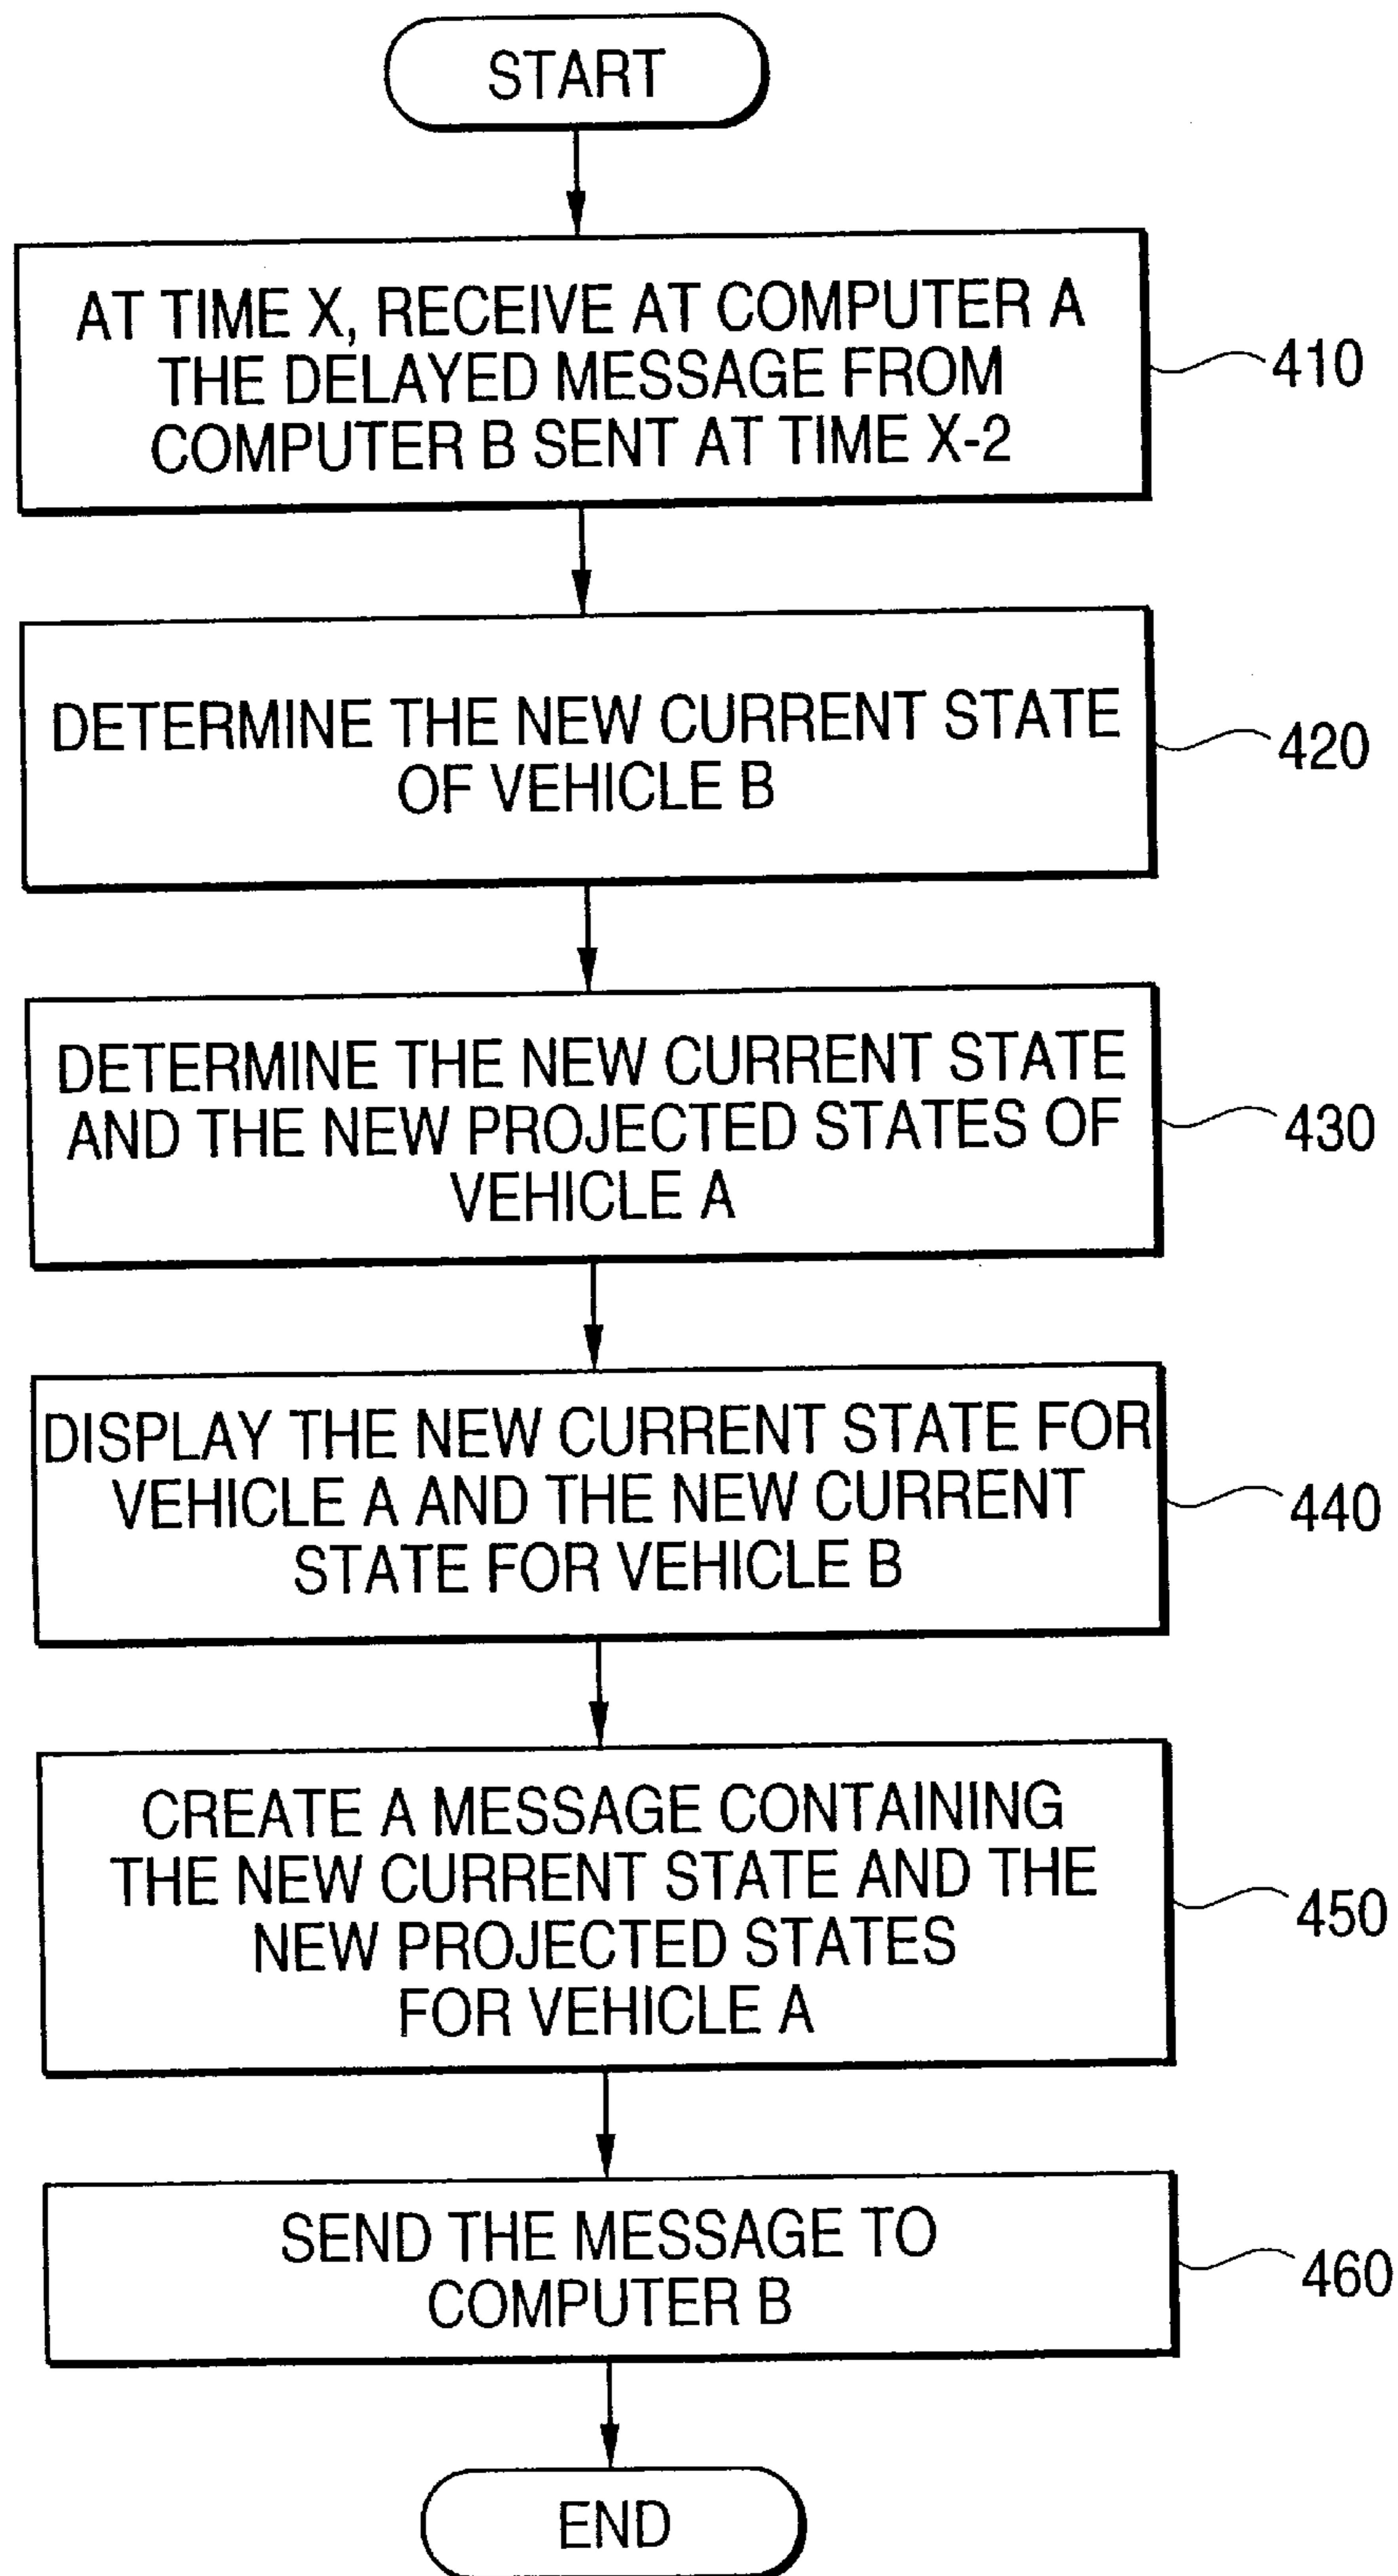 START
AT TIME X, RECEIVE AT COMPUTER A
THE DELAYED MESSAGE FROM
COMPUTER B SENT AT TIME X-2
410
DETERMINE THE NEW CURRENT STATE
OF VEHICLE B
420
DETERMINE THE NEW CURRENT STATE
AND THE NEW PROJECTED STATES OF
VEHICLE A
430
DISPLAY THE NEW CURRENT STATE FOR
VEHICLE A AND THE NEW CURRENT
STATE FOR VEHICLE B
440
CREATE A MESSAGE CONTAINING
THE NEW CURRENT STATE AND THE
NEW PROJECTED STATES
FOR VEHICLE A
450
SEND THE MESSAGE TO
COMPUTER B
460
END